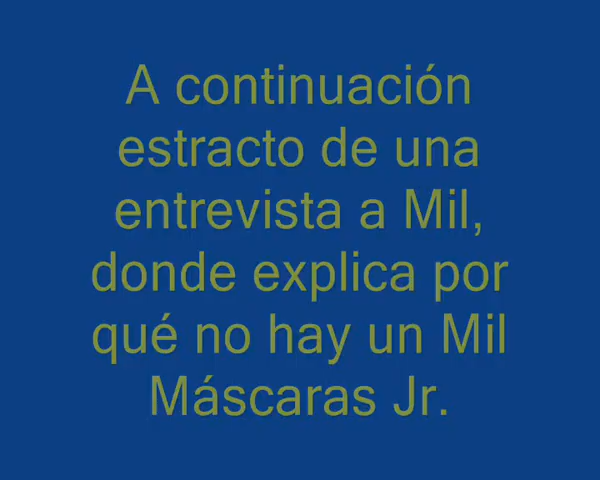 A continuación
estracto de una
entrevista a Mil,
donde explica por
qué no hay un Mil
Máscaras Jr.